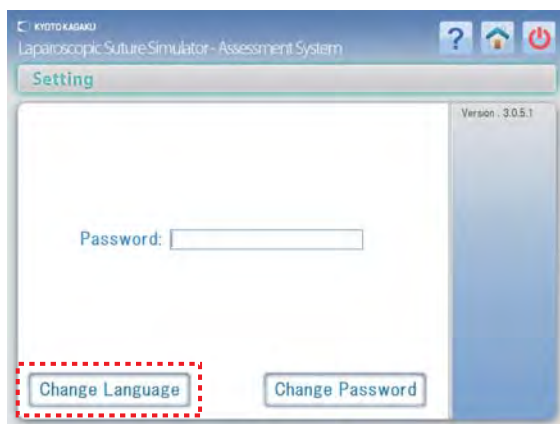 KYOTO KAGAKU
Laparoscopic Suture Simulator - Assessment System
?
Setting
Version . 3.0.5.1
Password:
Change Language
Change Password